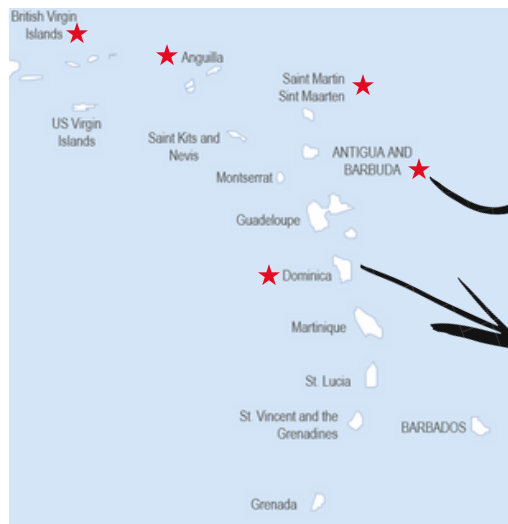 British Virgin
Islands
Anguilla
Saint Martin
Sint Maarten
US Virgin
Islands
Saint Kits and
Nevis
ANTIGUA AND
BARBUDA
Montserrat
Guadeloupe
Dominica
Martinique
St. Lucia
St. Vincent and the
Grenadines
BARBADOS
Grenada